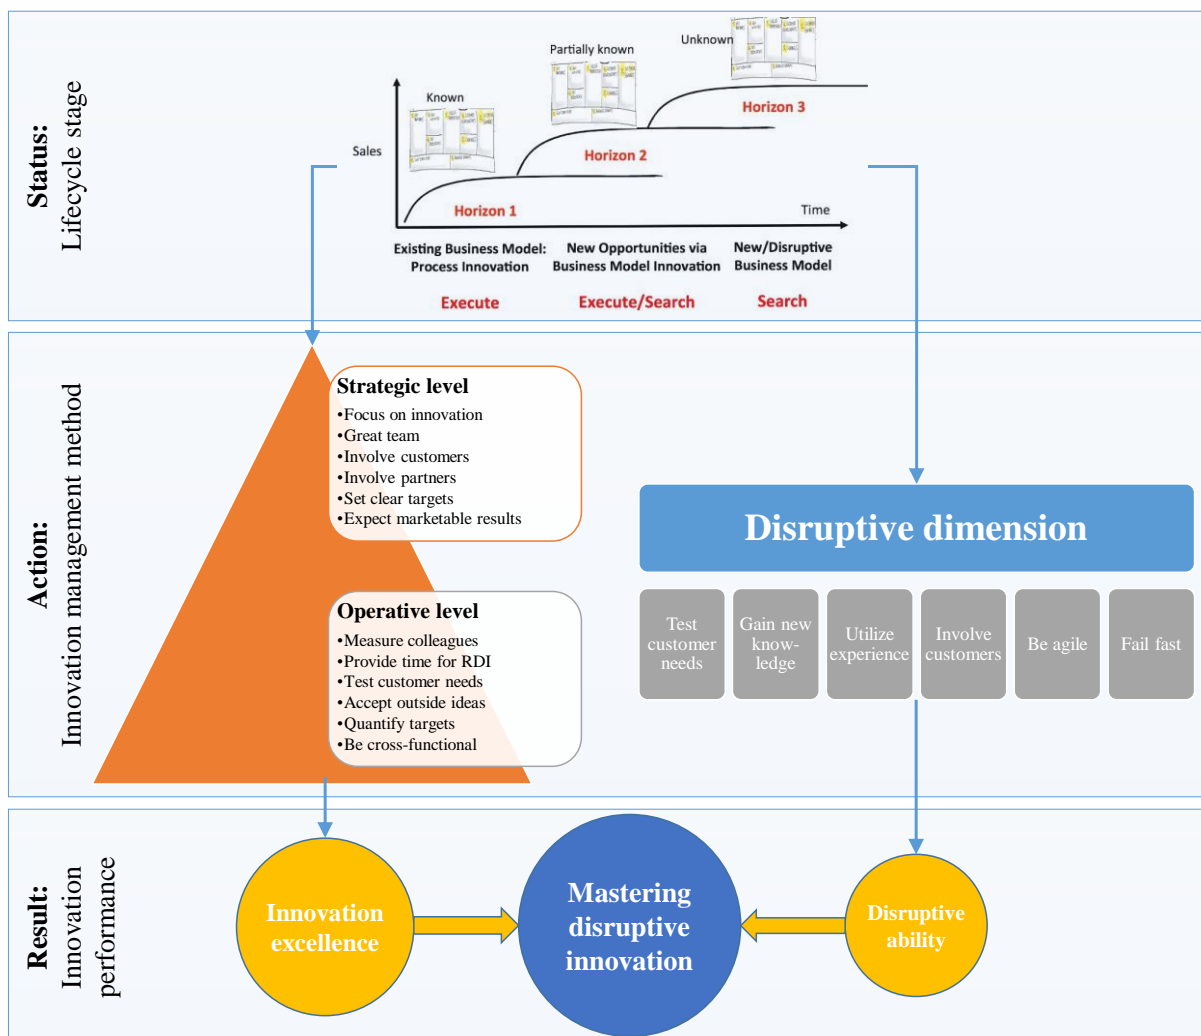 Status:
Lifecycle stage
Unknown
Partially known
Known
Horizon 3
Sales
Horizon 2
Horizon 1
Time
Existing Business Model:
Process Innovation
New Opportunities via
Business Model Innovation
New/Disruptive
Business Model
Execute
Execute/Search
Search
Action:
Innovation management method
Strategic level
•Focus on innovation
•Great team
•Involve customers
•Involve partners
•Set clear targets
•Expect marketable results
Operative level
•Measure colleagues
•Provide time for RDI
•Test customer needs
•Accept outside ideas
•Quantify targets
•Be cross-functional
Disruptive dimension
Test
customer
needs
Gain new
know-
ledge
Utilize
experience
Involve
customers
Be agile
Fail fast
Result:
Innovation
performance
Innovation
excellence
Mastering
disruptive
innovation
Disruptive
ability